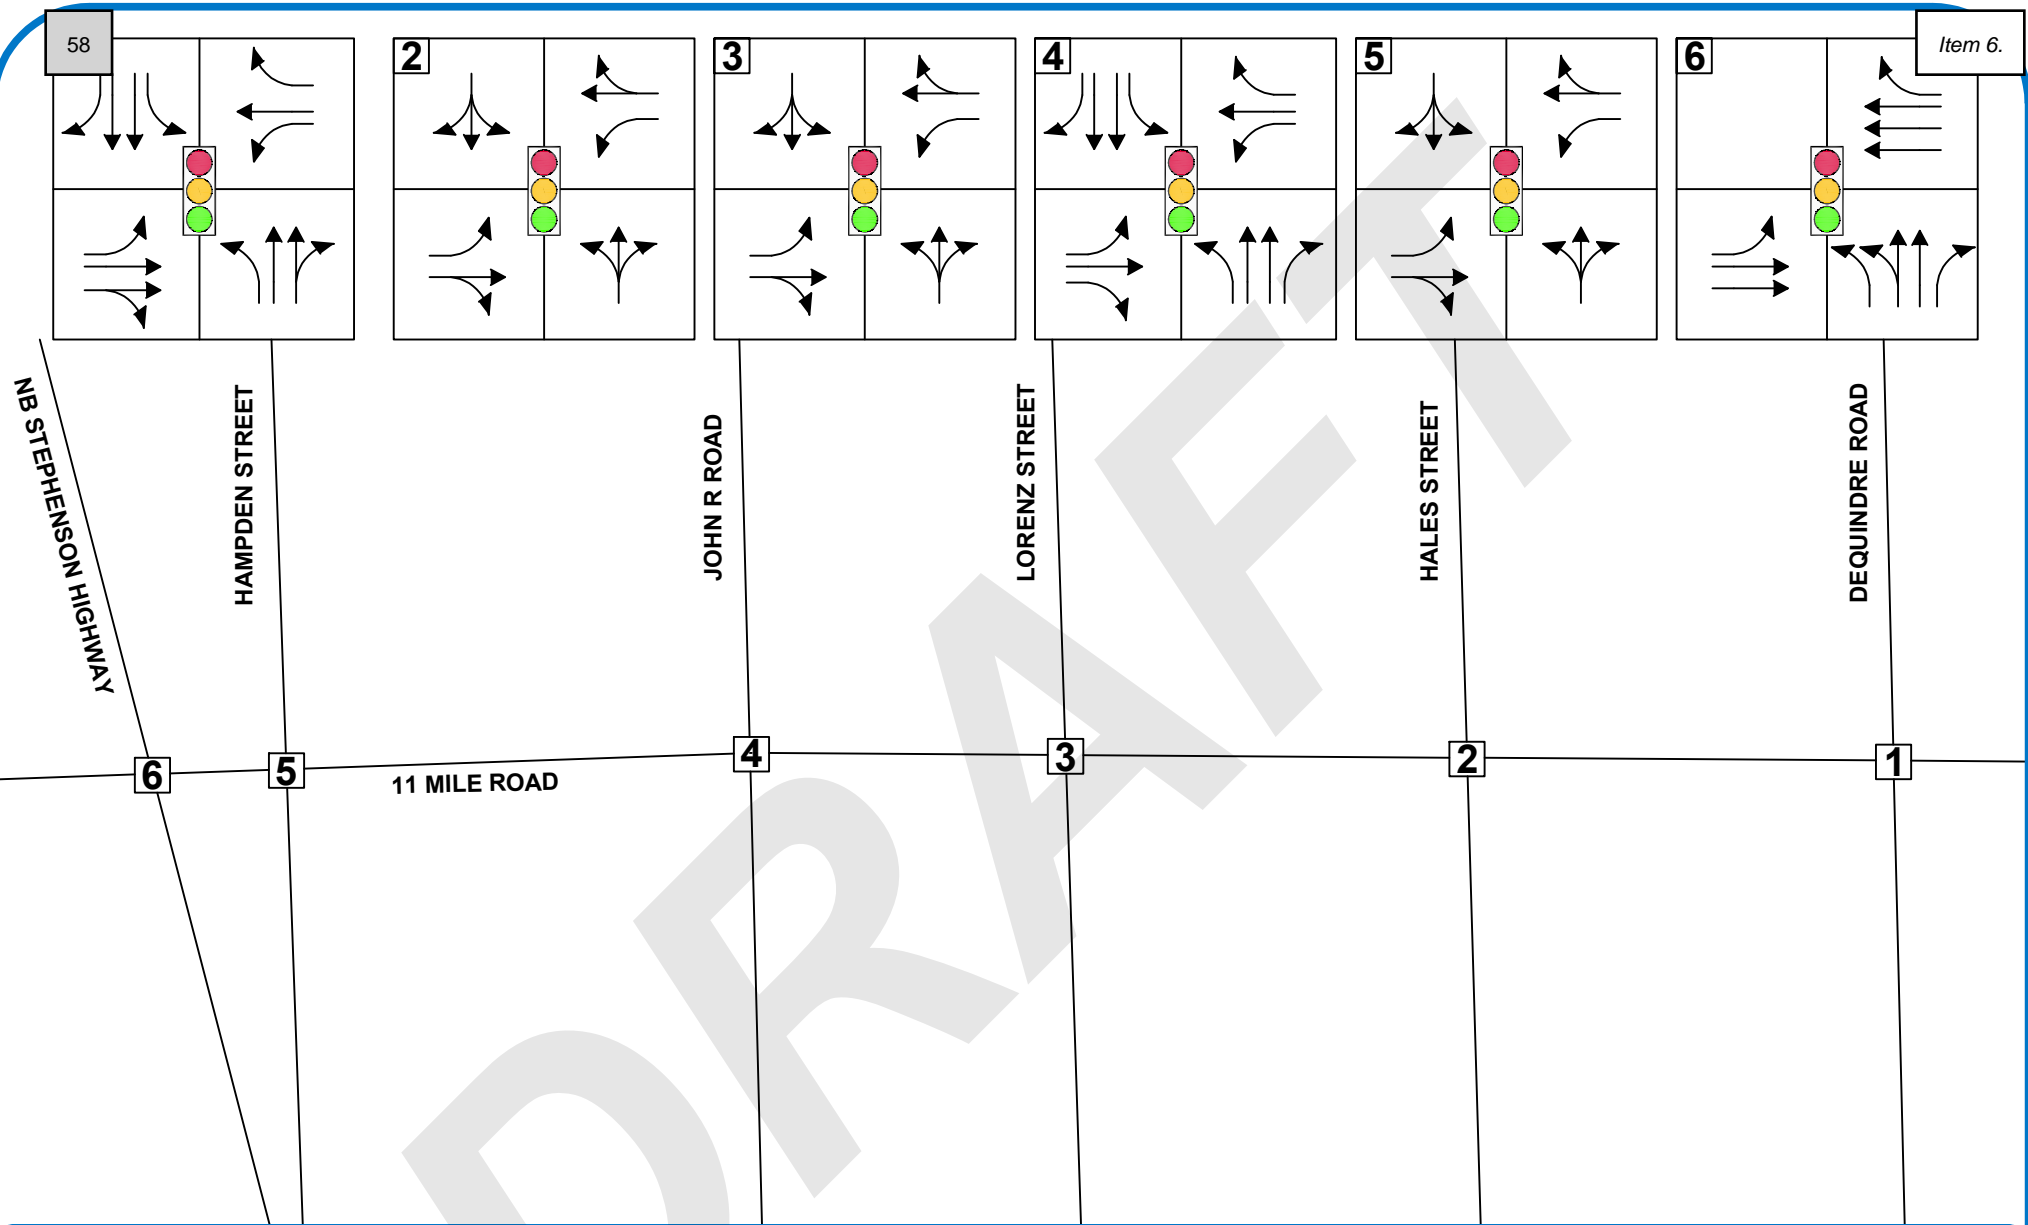 58
Item 6.
2
3
4
5
6
NB STEPHENSON HIGHWAY
HAMPDEN STREET
JOHN R ROAD
LORENZ STREET
HALES STREET
DEQUINDRE ROAD
6
5
4
3
2
1
11 MILE ROAD
DRAFT